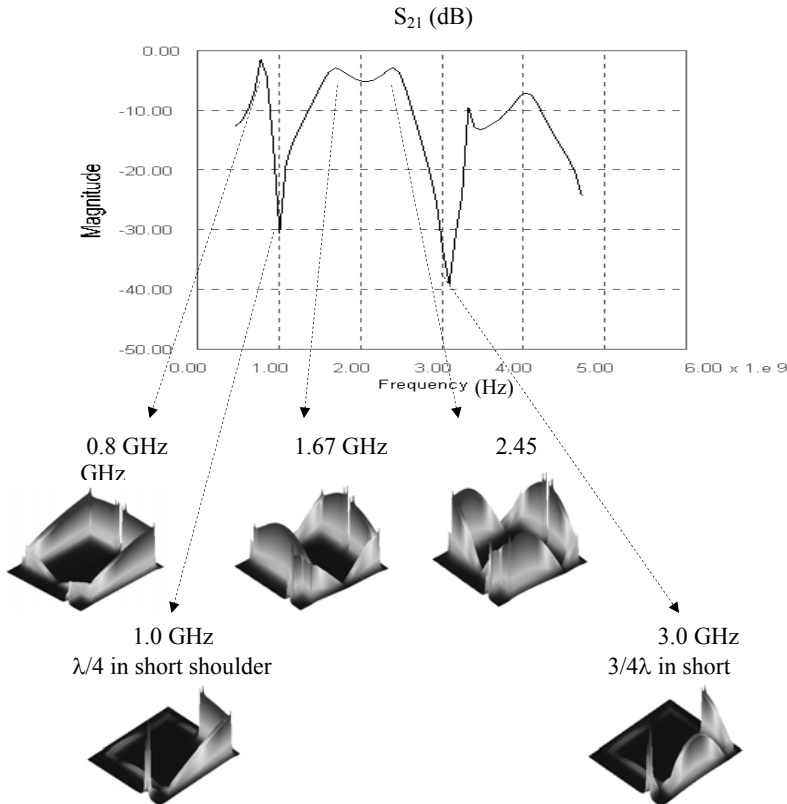 S₂₁ (dB)
0.00
-10.00
-20.00
-30.00
-40.00
-50.00
Magnitude
0.00 1.00 2.00 3.00 4.00 5.00 6.00 x 1.e 9
Frequency (Hz)
0.8 GHz 1.67 GHz 2.45
GHz
1.0 GHz 3.0 GHz
λ/4 in short shoulder 3/4λ in short